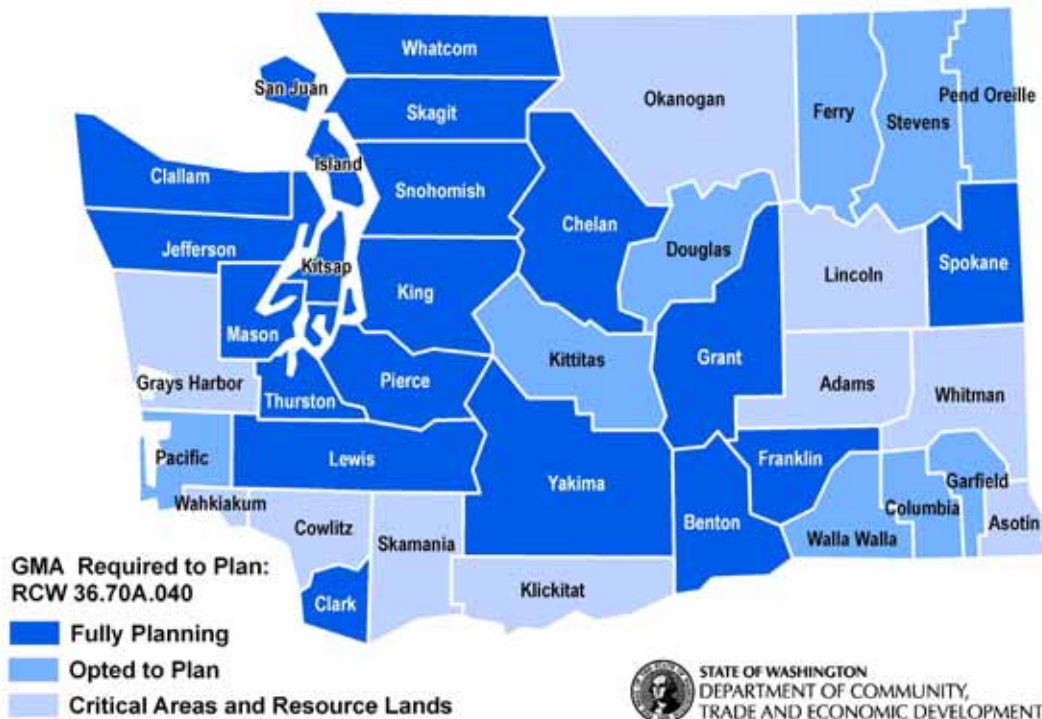 Whatcom
San Juan
Skagit
Okanogan
Ferry
Stevens
Pend Oreille
Island
Clallam
Snohomish
Chelan
Jefferson
Douglas
Kitsap
King
Lincoln
Spokane
Mason
Kittitas
Grant
Grays Harbor
Pierce
Adams
Whitman
Thurston
Pacific
Lewis
Yakima
Franklin
Garfield
Wahkiakum
Columbia
Cowlitz
Skamania
Benton
Walla Walla
Asotin
Klickitat
Clark
GMA Required to Plan:
RCW 36.70A.040
Fully Planning
Opted to Plan
Critical Areas and Resource Lands
STATE OF WASHINGTON
DEPARTMENT OF COMMUNITY,
TRADE AND ECONOMIC DEVELOPMENT